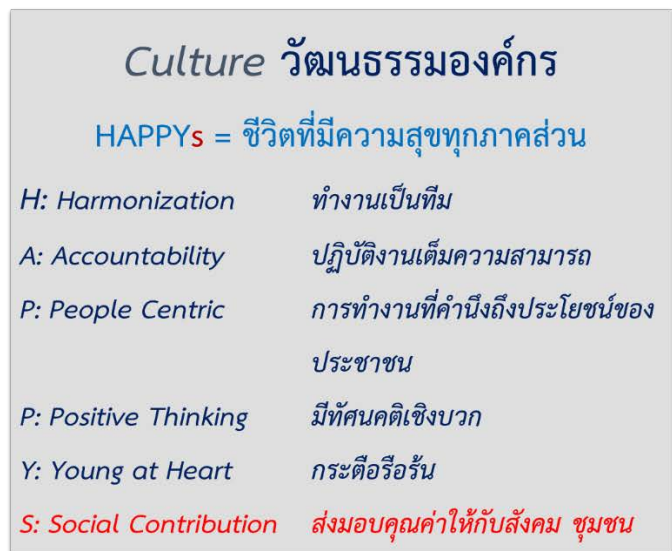 Culture วัฒนธรรมองค์กร
HAPPYs = ชีวิตที่มีความสุขทุกภาคส่วน
H: Harmonization ทำงานเป็นทีม
A: Accountability ปฏิบัติงานเต็มความสามารถ
P: People Centric การทำงานที่คำนึงถึงประโยชน์ของ
ประชาชน
P: Positive Thinking มีทัศนคติเชิงบวก
Y: Young at Heart กระตือรือร้น
S: Social Contribution ส่งมอบคุณค่าให้กับสังคม ชุมชน